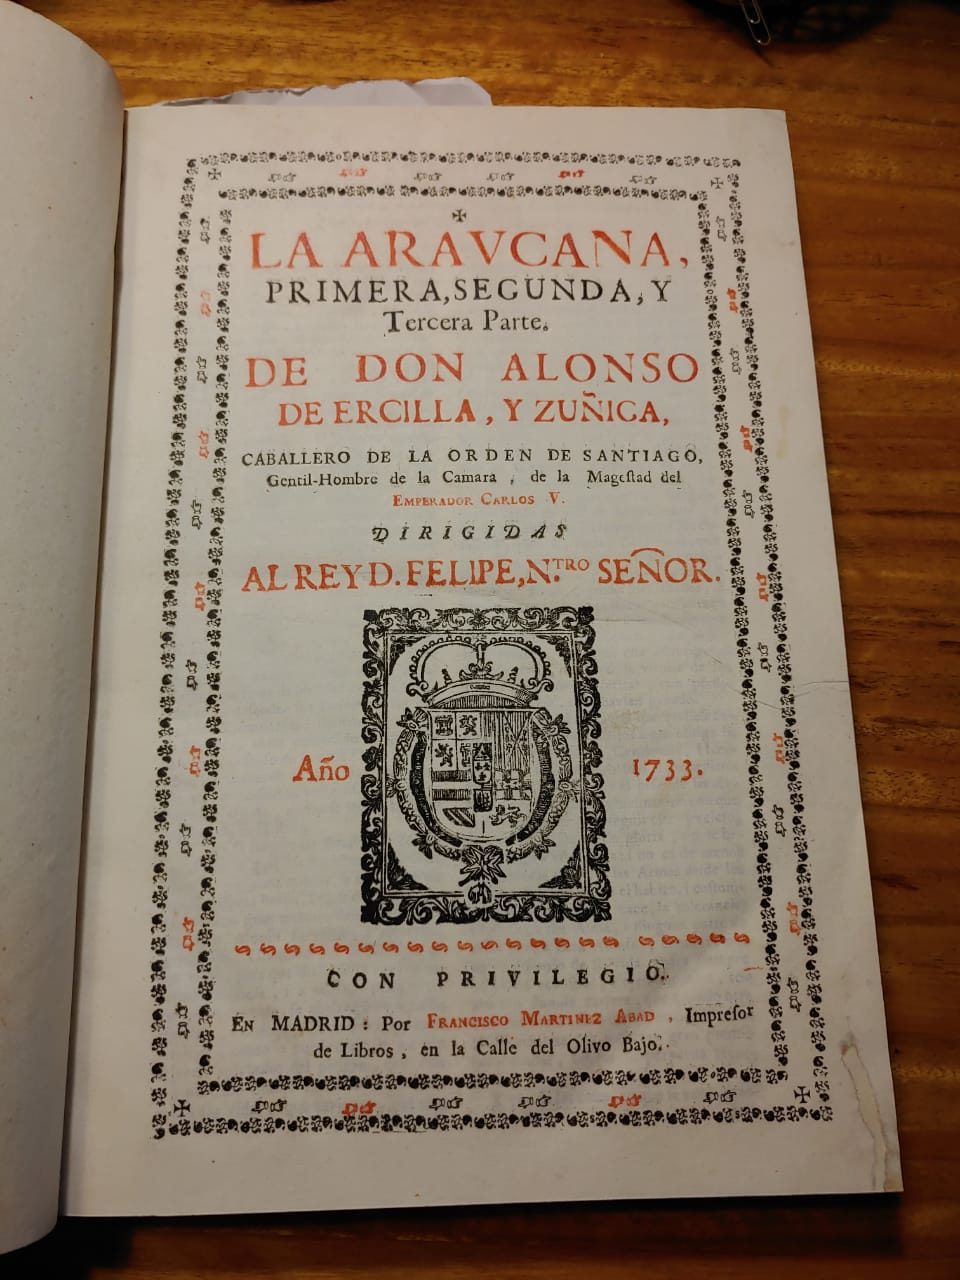 LA ARAVCANA,
PRIMERA, SEGUNDA, Y
Tercera Parte.
DE DON ALONSO
DE ERCILLA, Y ZUÑIGA,
CABALLERO DE LA ORDEN DE SANTIAGO,
Gentil-Hombre de la Camara, de la Magestad del
EMPERADOR CARLOS V.
DIRIGIDAS
AL REY D. FELIPE, N.TRO SEÑOR.
Año 1733.
CON PRIVILEGIO.
EN MADRID: Por FRANCISCO MARTINEZ ABAD, Impresor
de Libros, en la Calle del Olivo Bajo.